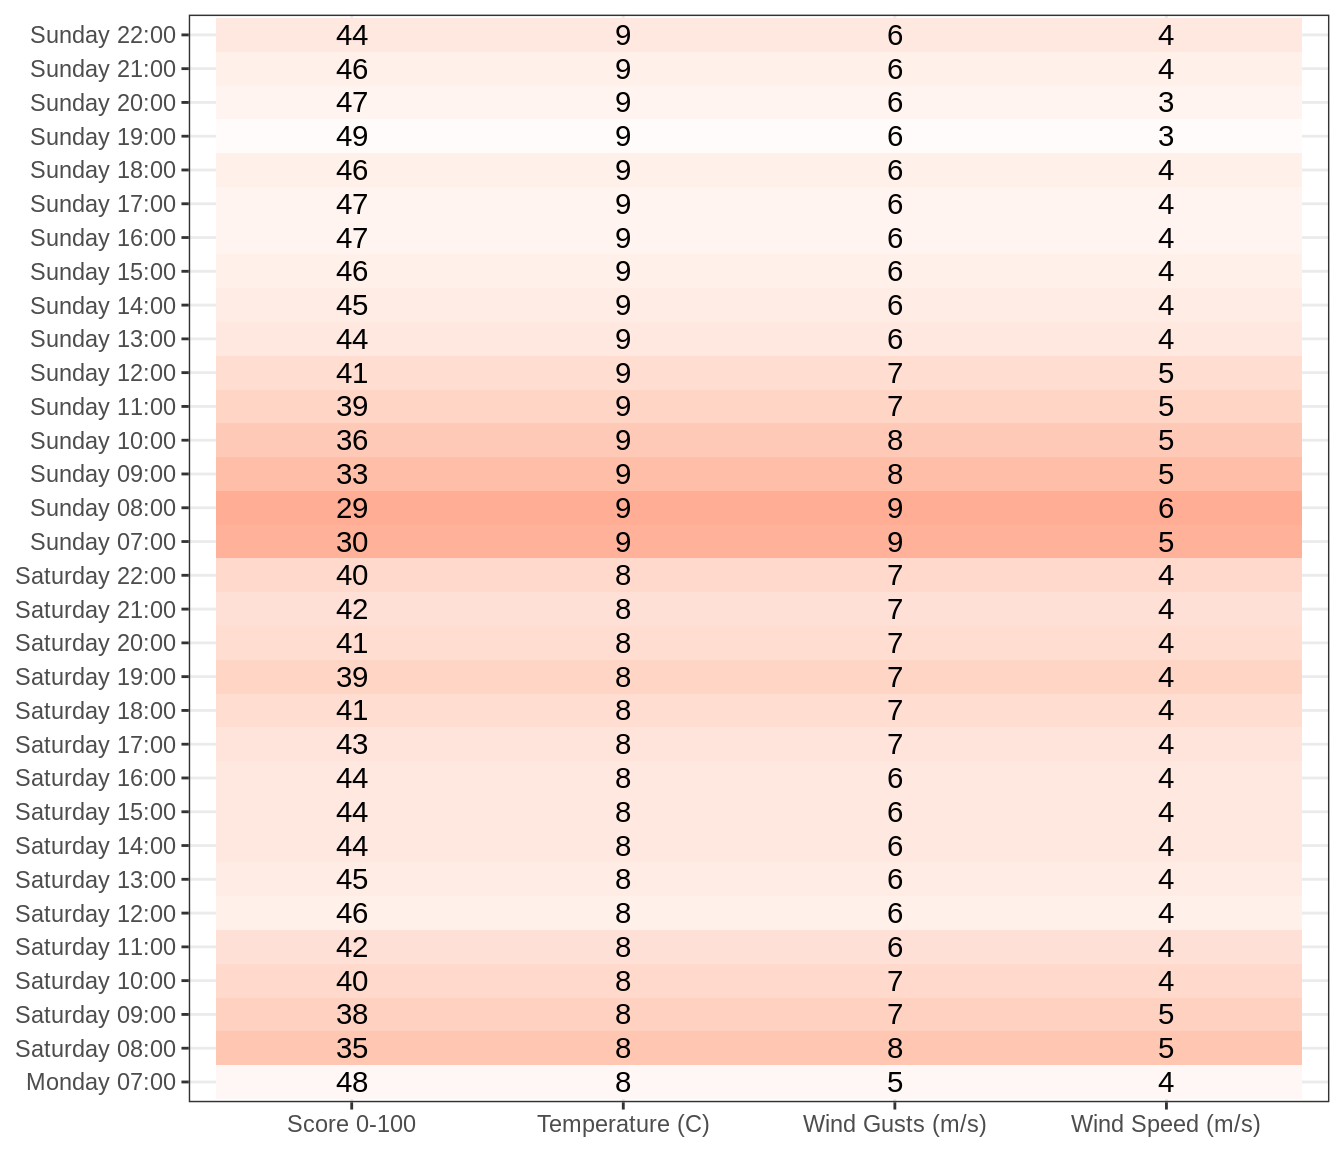 Sunday 22:00 44 9 6 4
Sunday 21:00 46 9 6 4
Sunday 20:00 47 9 6 3
Sunday 19:00 49 9 6 3
Sunday 18:00 46 9 6 4
Sunday 17:00 47 9 6 4
Sunday 16:00 47 9 6 4
Sunday 15:00 46 9 6 4
Sunday 14:00 45 9 6 4
Sunday 13:00 44 9 6 4
Sunday 12:00 41 9 7 5
Sunday 11:00 39 9 7 5
Sunday 10:00 36 9 8 5
Sunday 09:00 33 9 8 5
Sunday 08:00 29 9 9 6
Sunday 07:00 30 9 9 5
Saturday 22:00 40 8 7 4
Saturday 21:00 42 8 7 4
Saturday 20:00 41 8 7 4
Saturday 19:00 39 8 7 4
Saturday 18:00 41 8 7 4
Saturday 17:00 43 8 7 4
Saturday 16:00 44 8 6 4
Saturday 15:00 44 8 6 4
Saturday 14:00 44 8 6 4
Saturday 13:00 45 8 6 4
Saturday 12:00 46 8 6 4
Saturday 11:00 42 8 6 4
Saturday 10:00 40 8 7 4
Saturday 09:00 38 8 7 5
Saturday 08:00 35 8 8 5
Monday 07:00 48 8 5 4
Score 0-100 Temperature (C) Wind Gusts (m/s) Wind Speed (m/s)